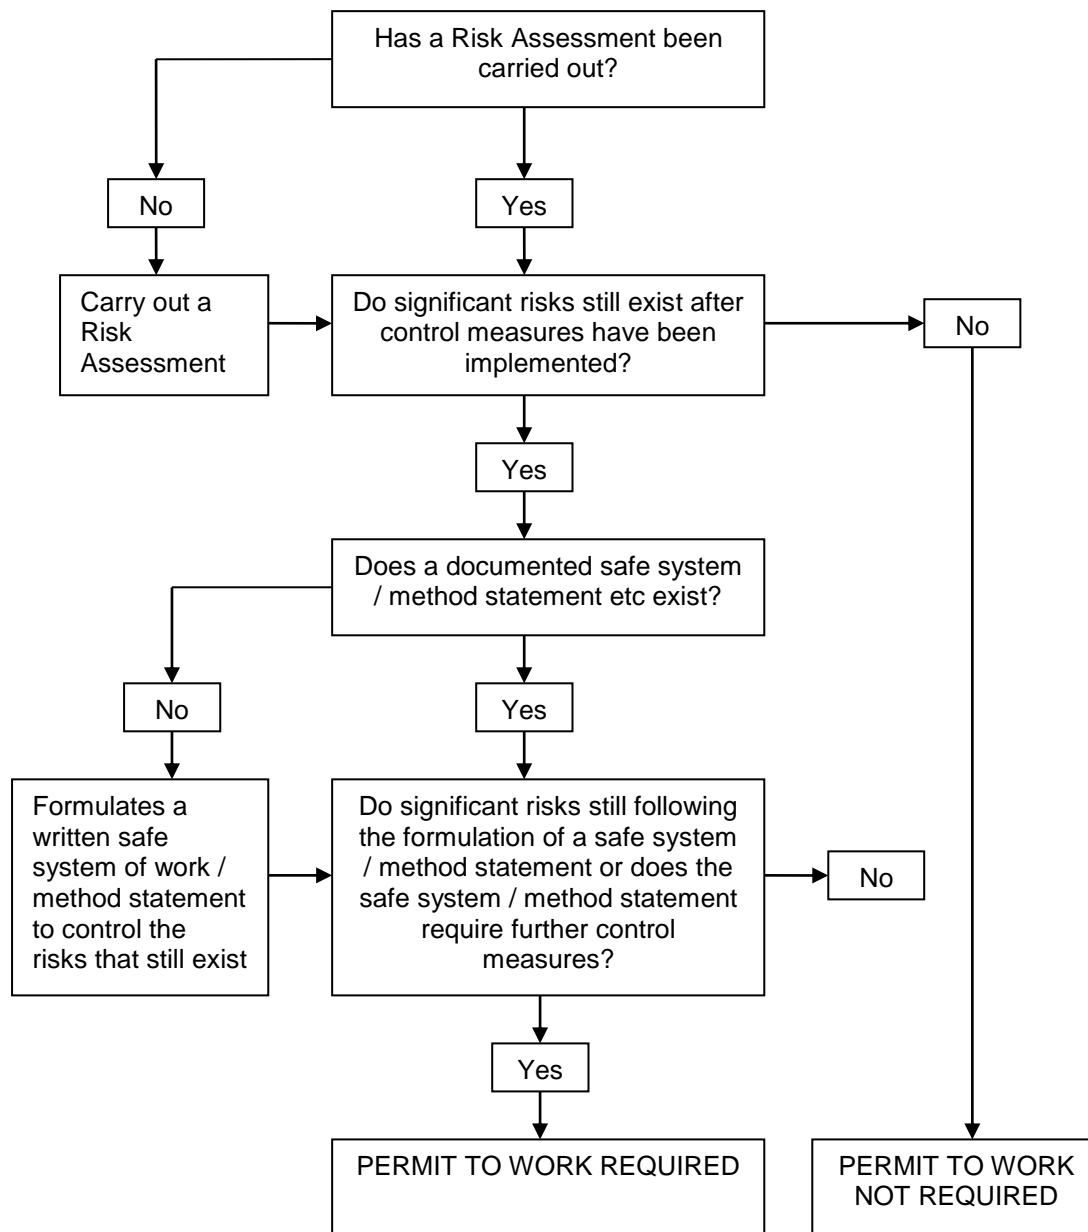 Has a Risk Assessment been
carried out?
No
Yes
Carry out a
Risk
Assessment
Do significant risks still exist after
control measures have been
implemented?
No
Yes
Does a documented safe system
/ method statement etc exist?
No
Yes
Formulates a
written safe
system of work /
method statement
to control the
risks that still exist
Do significant risks still following
the formulation of a safe system
/ method statement or does the
safe system / method statement
require further control
measures?
No
Yes
PERMIT TO WORK REQUIRED
PERMIT TO WORK
NOT REQUIRED